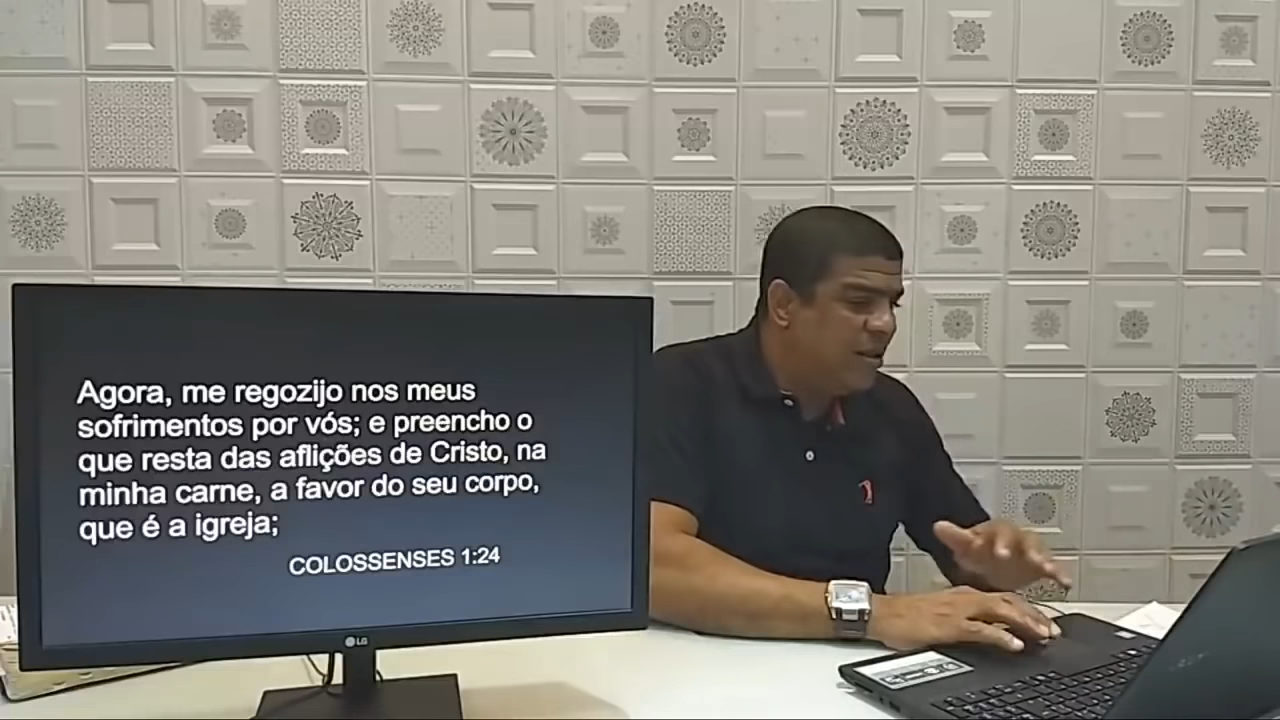 Agora, me regozijo nos meus
sofrimentos por vós; e preencho o
que resta das aflições de Cristo, na
minha carne, a favor do seu corpo,
que é a igreja;
COLOSSENSES 1:24
LG